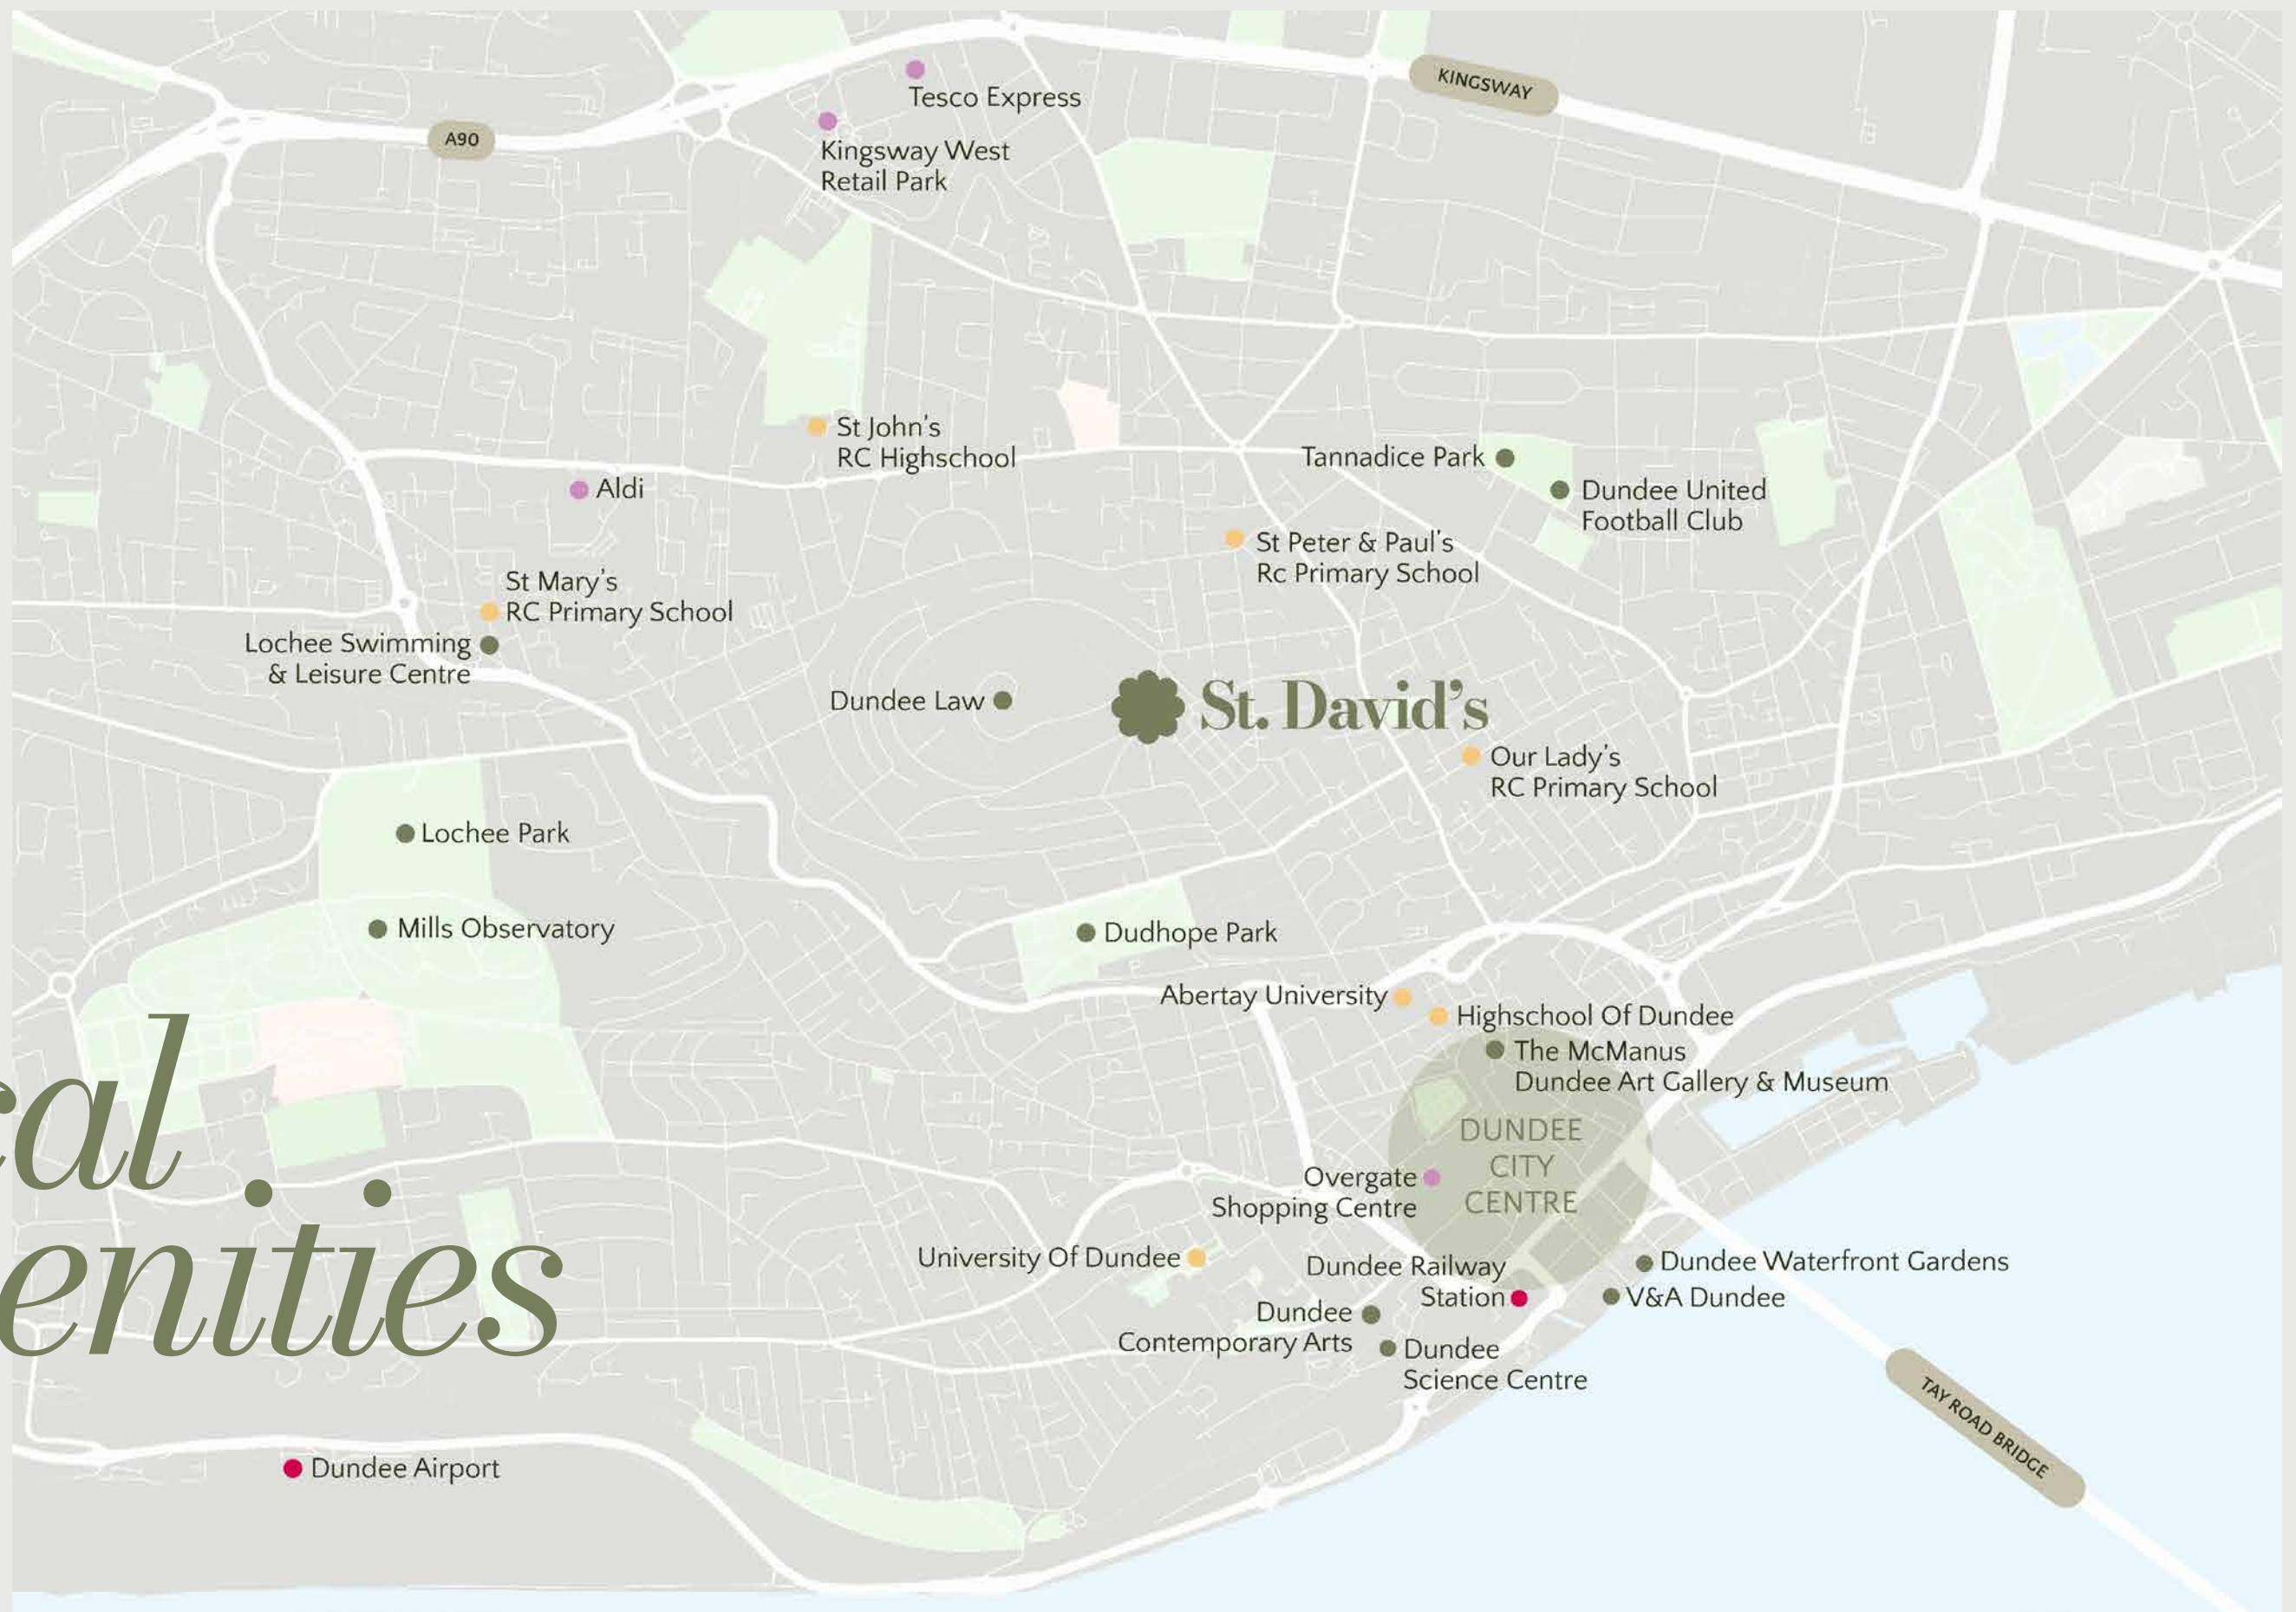 KINGSWAY
Tesco Express
A90
Kingsway West
Retail Park
St John's
RC Highschool
Tannadice Park
Aldi
Dundee United
Football Club
St Peter & Paul's
Rc Primary School
St Mary's
RC Primary School
Lochee Swimming
& Leisure Centre
Dundee Law
St. David's
Our Lady's
RC Primary School
Lochee Park
Mills Observatory
Dudhope Park
Abertay University
Highschool Of Dundee
The McManus
Dundee Art Gallery & Museum
DUNDEE
CITY
CENTRE
cal
enities
Overgate
Shopping Centre
University Of Dundee
Dundee Railway
Station
Dundee Waterfront Gardens
V&A Dundee
Dundee
Contemporary Arts
Dundee
Science Centre
TAY ROAD BRIDGE
Dundee Airport